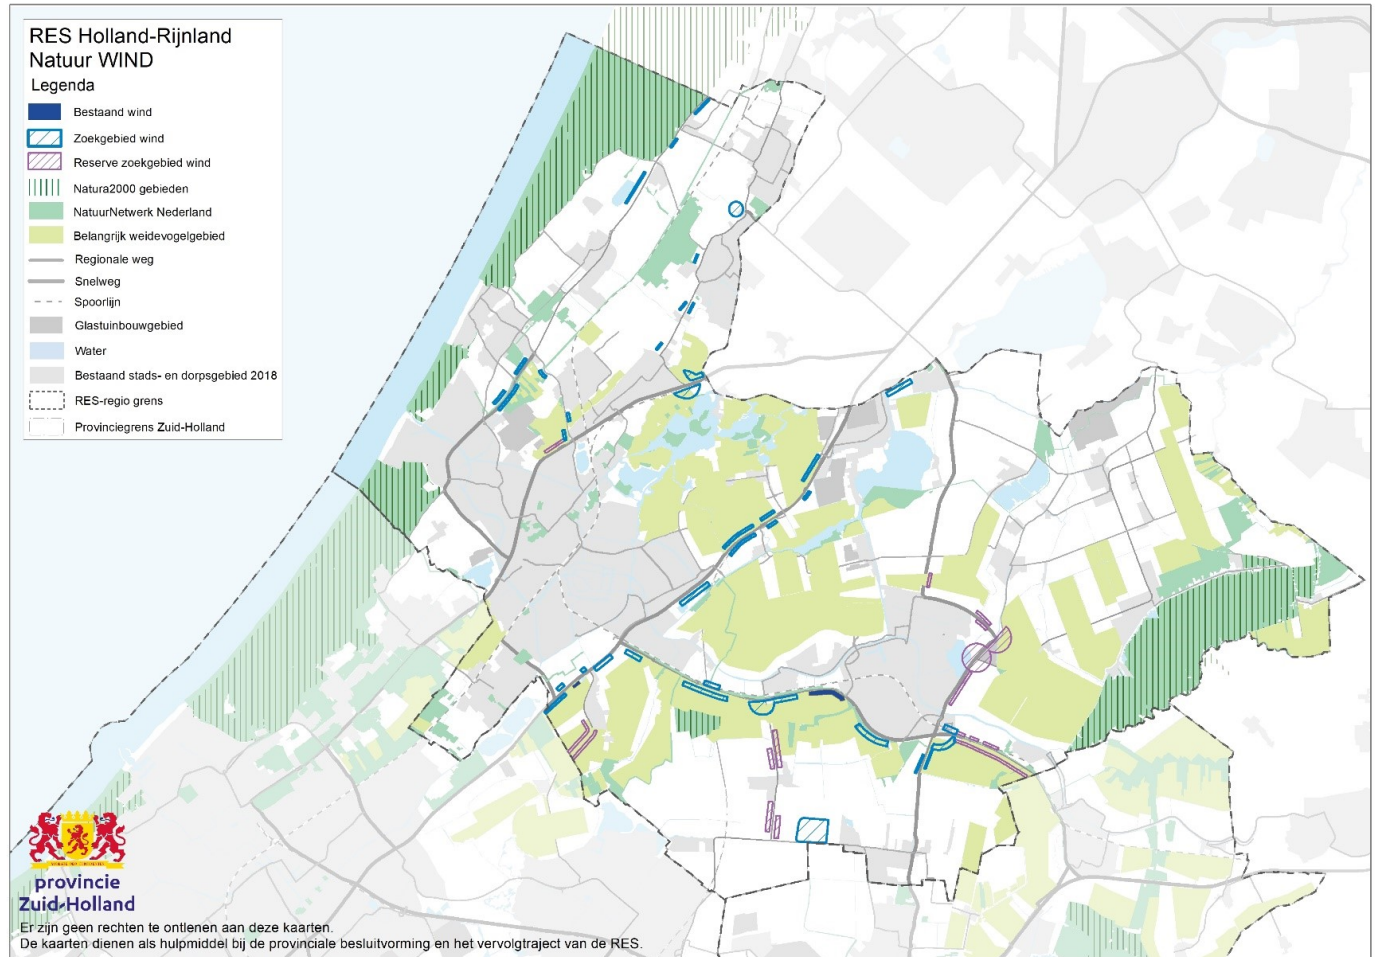 RES Holland-Rijnland
Natuur WIND
Legenda
Bestaand wind
Zoekgebied wind
Reserve zoekgebied wind
Natura2000 gebieden
NatuurNetwerk Nederland
Belangrijk weidevogelgebied
Regionale weg
Snelweg
Spoorlijn
Glastuinbouwgebied
Water
Bestaand stads- en dorpsgebied 2018
RES-regio grens
Provinciegrens Zuid-Holland
provincie
Zuid-Holland
Er zijn geen rechten te ontlenen aan deze kaarten.
De kaarten dienen als hulpmiddel bij de provinciale besluitvorming en het vervolgtraject van de RES.